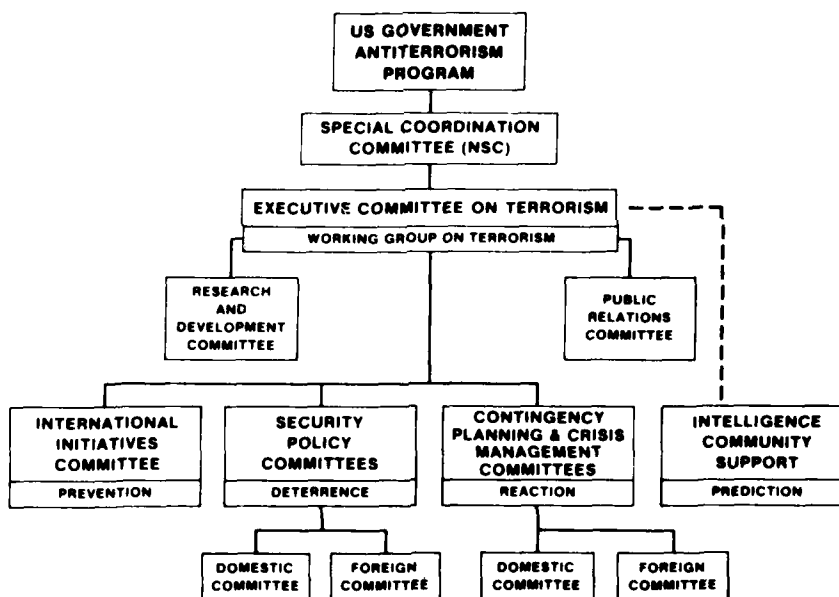 US GOVERNMENT
ANTITERRORISM
PROGRAM
SPECIAL COORDINATION
COMMITTEE (NSC)
EXECUTIVE COMMITTEE ON TERRORISM
WORKING GROUP ON TERRORISM
RESEARCH
AND
DEVELOPMENT
COMMITTEE
PUBLIC
RELATIONS
COMMITTEE
INTERNATIONAL
INITIATIVES
COMMITTEE
PREVENTION
SECURITY
POLICY
COMMITTEES
DETERRENCE
CONTINGENCY
PLANNING & CRISIS
MANAGEMENT
COMMITTEES
REACTION
INTELLIGENCE
COMMUNITY
SUPPORT
PREDICTION
DOMESTIC
COMMITTEE
FOREIGN
COMMITTEE
DOMESTIC
COMMITTEE
FOREIGN
COMMITTEE